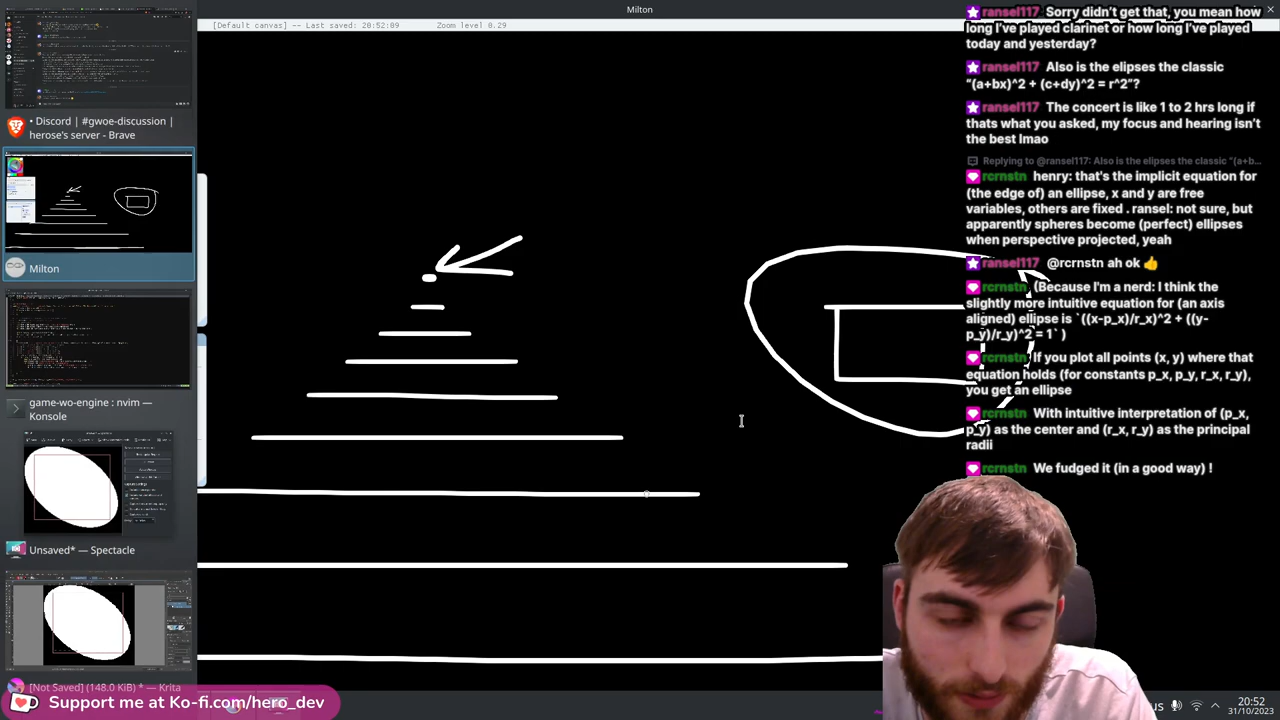 Milton
[Default canvas] -- Last saved: 20:52:09 Zoom level 0.29
• Discord | #gwoe-discussion |
herose's server - Brave
Milton
game-wo-engine : nvim —
Konsole
Unsaved* — Spectacle
[Not Saved] (148.0 KiB) * — Krita
Support me at Ko-fi.com/hero_dev
ransel117 Sorry didn't get that, you mean how
long I've played clarinet or how long I've played
today and yesterday?
ransel117 Also is the elipses the classic
"(a+bx)^2 + (c+dy)^2 = r^2"?
ransel117 The concert is like 1 to 2 hrs long if
thats what you asked, my focus and hearing isn't
the best lmao
Replying to @ransel117: Also is the elipses the classic "(a+b...
rcrnstn henry: that's the implicit equation for
(the edge of) an ellipse, x and y are free
variables, others are fixed . ransel: not sure, but
apparently spheres become (perfect) ellipses
when perspective projected, yeah
ransel117 @rcrnstn ah ok 👍
rcrnstn (Because I'm a nerd: I think the
slightly more intuitive equation for (an axis
aligned) ellipse is `((x-p_x)/r_x)^2 + ((y-
p_y)/r_y)^2 = 1` )
rcrnstn If you plot all points (x, y) where that
equation holds (for constants p_x, p_y, r_x, r_y),
you get an ellipse
rcrnstn With intuitive interpretation of (p_x,
p_y) as the center and (r_x, r_y) as the principal
radii
rcrnstn We fudged it (in a good way) !
US
20:52
31/10/2023